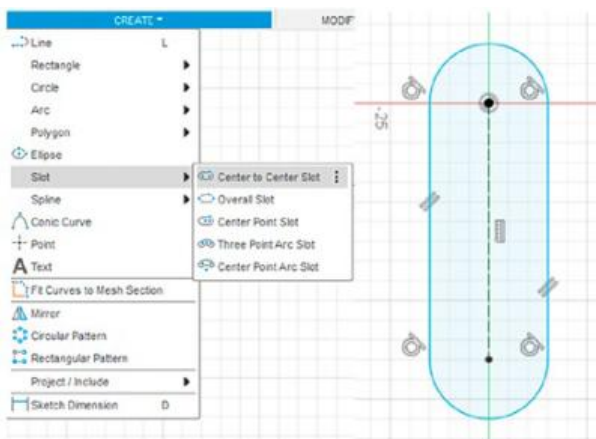 CREATE
MODIF
Line L
Rectangle
Circle
Arc
Polygon
Ellipse
Slot
Center to Center Slot
Overall Slot
Center Point Slot
Three Point Arc Slot
Center Point Arc Slot
Spline
Conic Curve
Point
A Text
Fit Curves to Mesh Section
Mirror
Circular Pattern
Rectangular Pattern
Project / Include
Sketch Dimension D
-25